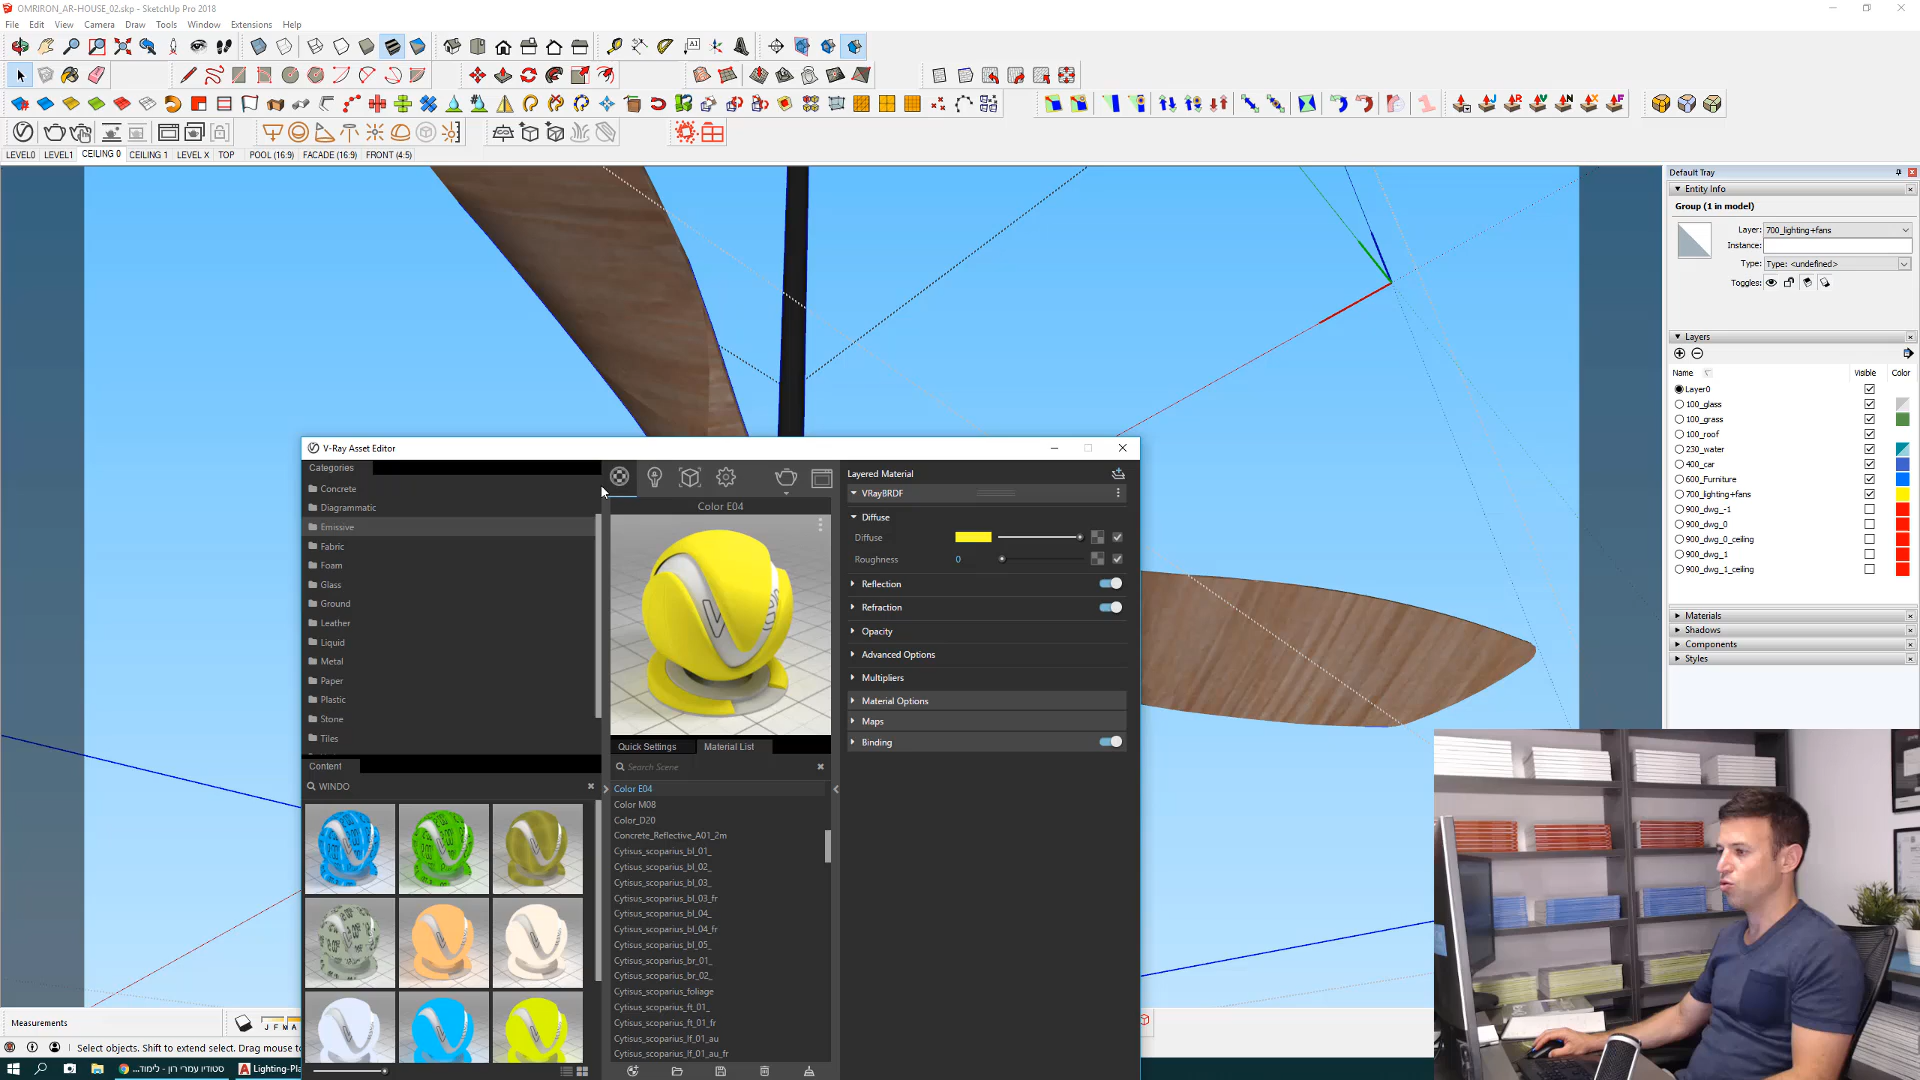 OMRIRON_AR-HOUSE_02.skp - SketchUp Pro 2018
File Edit View Camera Draw Tools Window Extensions Help
LEVEL0 LEVEL1 CEILING 0 CEILING 1 LEVEL X TOP POOL (16:9) FACADE (16:9) FRONT (4:5)
Default Tray
Entity Info
Group (1 in model)
Layer: 700_lighting+fans
Instance:
Type: Type: <undefined>
Toggles:
Layers
Name Visible Color
Layer0
100_glass
100_grass
100_roof
230_water
400_car
600_Furniture
700_lighting+fans
900_dwg_-1
900_dwg_0
900_dwg_0_ceiling
900_dwg_1
900_dwg_1_ceiling
Materials
Shadows
Components
Styles
V-Ray Asset Editor
Categories
Concrete
Diagrammatic
Emissive
Fabric
Foam
Glass
Ground
Leather
Liquid
Metal
Paper
Plastic
Stone
Tiles
Content
WINDO
Color E04
Quick Settings Material List
Search Scene
Color E04
Color M08
Color_D20
Concrete_Reflective_A01_2m
Cytisus_scoparius_bl_01_
Cytisus_scoparius_bl_02_
Cytisus_scoparius_bl_03_
Cytisus_scoparius_bl_03_fr
Cytisus_scoparius_bl_04_
Cytisus_scoparius_bl_04_fr
Cytisus_scoparius_bl_05_
Cytisus_scoparius_br_01_
Cytisus_scoparius_br_02_
Cytisus_scoparius_foliage
Cytisus_scoparius_ft_01_
Cytisus_scoparius_ft_01_fr
Cytisus_scoparius_lf_01_au
Cytisus_scoparius_lf_01_au_fr
Layered Material
VRayBRDF
Diffuse
Diffuse
Roughness 0
Reflection
Refraction
Opacity
Advanced Options
Multipliers
Material Options
Maps
Binding
Measurements
J F M A
Select objects. Shift to extend select. Drag mouse to
סטודיו עמרי רון - לימוד...
Lighting-Pla